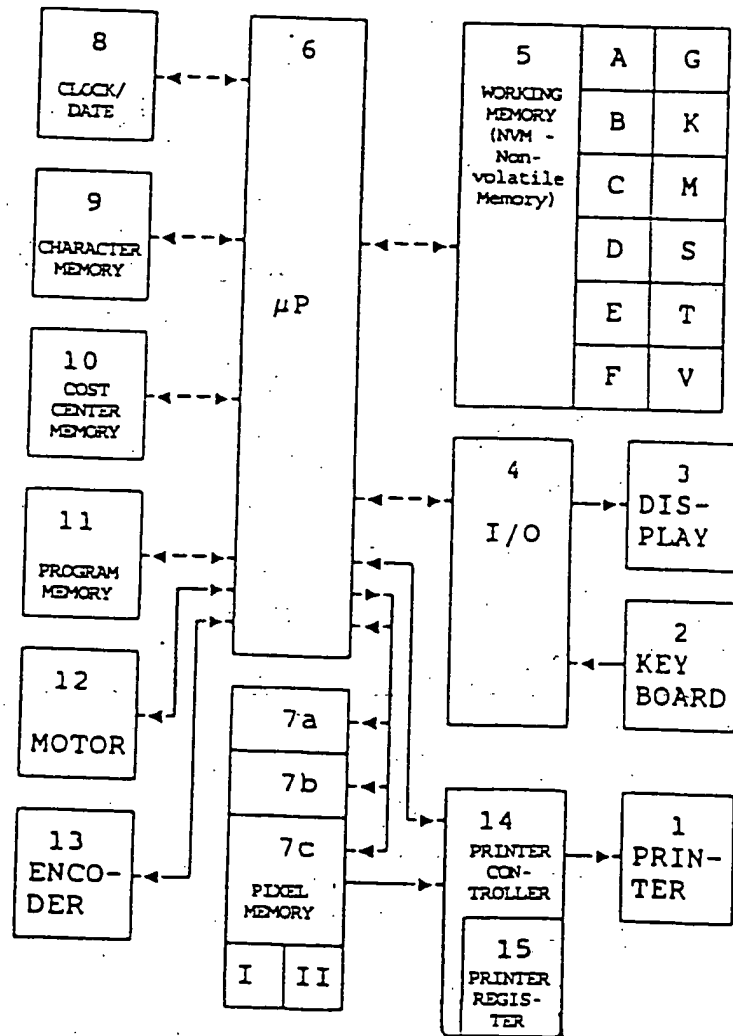 8
CLOCK/
DATE
9
CHARACTER
MEMORY
10
COST
CENTER
MEMORY
11
PROGRAM
MEMORY
12
MOTOR
13
ENCO-
DER
6
μP
7a
7b
7c
PIXEL
MEMORY
I II
5
WORKING
MEMORY
(NVM -
Non-
volatile
Memory)
A G
B K
C M
D S
E T
F V
4
I/O
3
DIS-
PLAY
2
KEY
BOARD
14
PRINTER
CON-
TROLLER
15
PRINTER
REGIS-
TER
1
PRIN-
TER